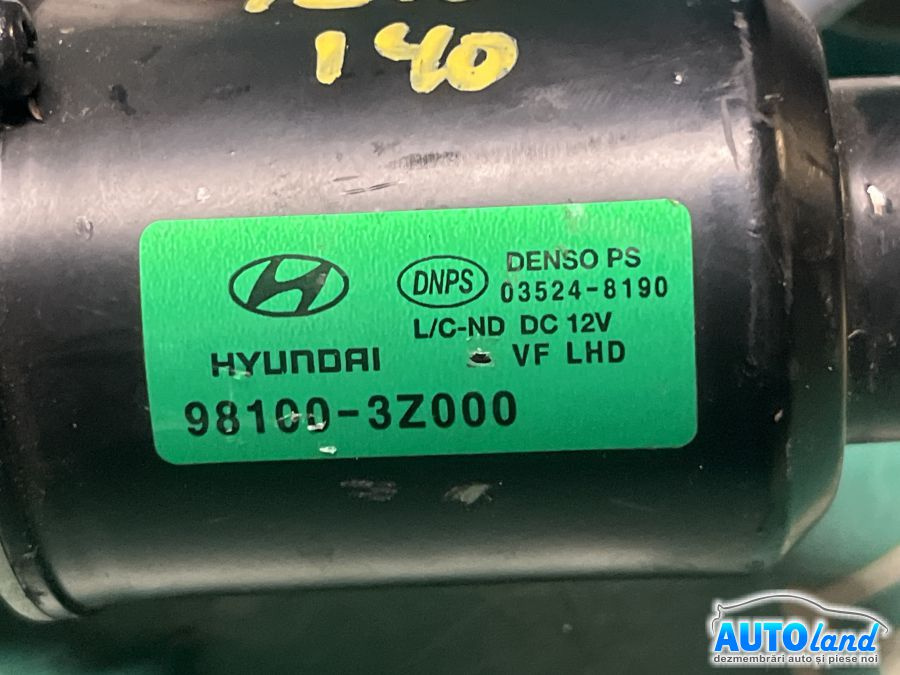 140
HYUNDAI
DNPS
DENSO PS
03524-8190
L/C-ND DC 12V
VF LHD
98100-3Z000
AUTOland
dezmembrări auto și piese noi